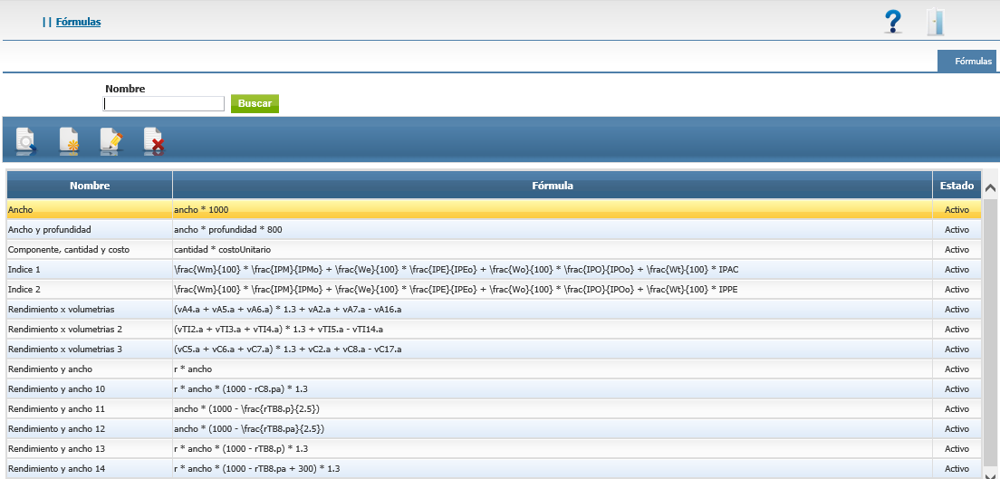 || Fórmulas
?
Fórmulas
Nombre
Buscar
Nombre Fórmula Estado
Ancho ancho * 1000 Activo
Ancho y profundidad ancho * profundidad * 800 Activo
Componente, cantidad y costo cantidad * costoUnitario Activo
Indice 1 \frac{Wm}{100} * \frac{IPM}{IPMo} + \frac{We}{100} * \frac{IPE}{IPEo} + \frac{Wo}{100} * \frac{IPO}{IPOo} + \frac{Wt}{100} * IPAC Activo
Indice 2 \frac{Wm}{100} * \frac{IPM}{IPMo} + \frac{We}{100} * \frac{IPE}{IPEo} + \frac{Wo}{100} * \frac{IPO}{IPOo} + \frac{Wt}{100} * IPPE Activo
Rendimiento x volumetrias (vA4.a + vA5.a + vA6.a) * 1.3 + vA2.a + vA7.a - vA16.a Activo
Rendimiento x volumetrias 2 (vTI2.a + vTI3.a + vTI4.a) * 1.3 + vTI5.a - vTI14.a Activo
Rendimiento x volumetrias 3 (vC5.a + vC6.a + vC7.a) * 1.3 + vC2.a + vC8.a - vC17.a Activo
Rendimiento y ancho r * ancho Activo
Rendimiento y ancho 10 r * ancho * (1000 - rC8.pa) * 1.3 Activo
Rendimiento y ancho 11 ancho * (1000 - \frac{rTB8.p}{2.5}) Activo
Rendimiento y ancho 12 ancho * (1000 - \frac{rTB8.pa}{2.5}) Activo
Rendimiento y ancho 13 r * ancho * (1000 - rTB8.p) * 1.3 Activo
Rendimiento y ancho 14 r * ancho * (1000 - rTB8.pa + 300) * 1.3 Activo